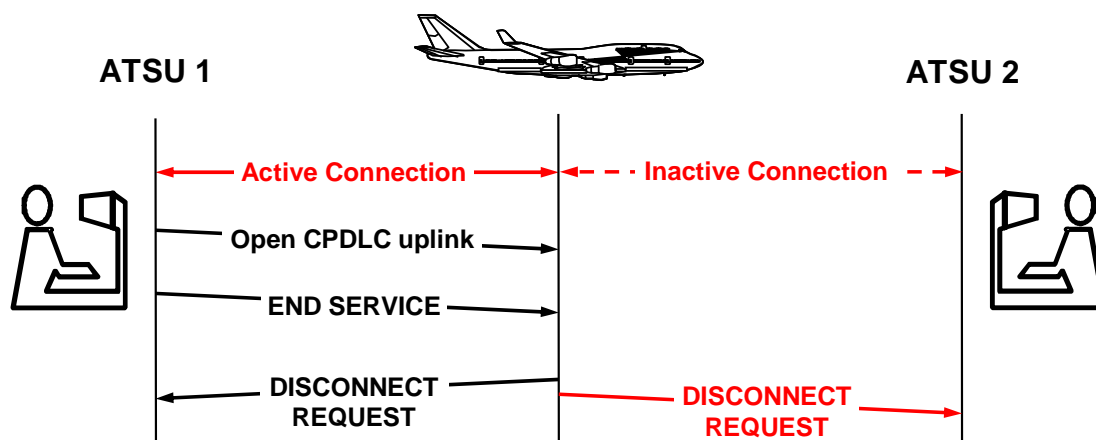 ATSU 1
ATSU 2
Active Connection
Inactive Connection
Open CPDLC uplink
END SERVICE
DISCONNECT
REQUEST
DISCONNECT
REQUEST